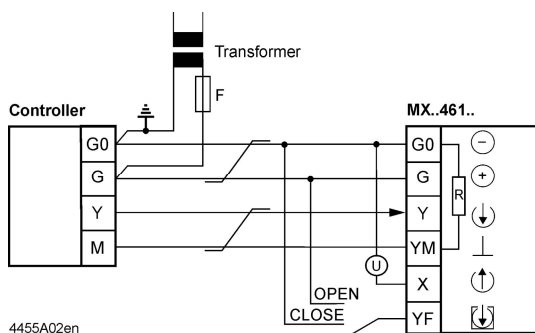 Transformer
F
Controller
MX..461..
G0
G
Y
M
G0
G
Y
YM
X
YF
R
U
OPEN
CLOSE
4455A02en